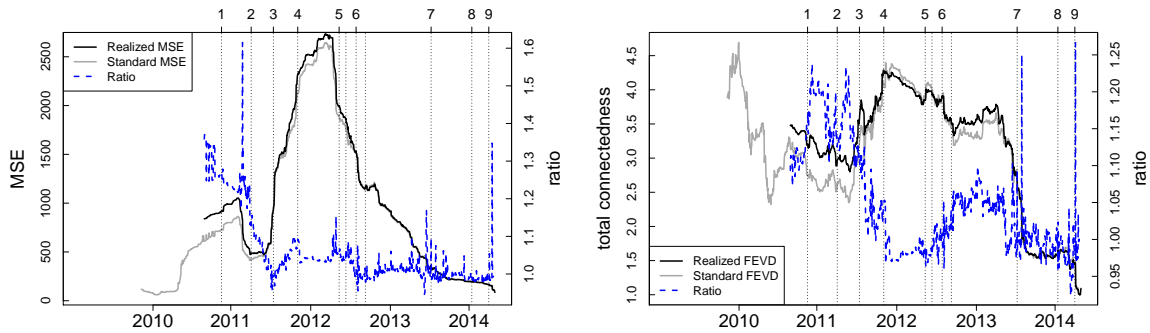 1 2 3 4 5 6 7 8 9
Realized MSE
Standard MSE
Ratio
MSE
0 500 1000 1500 2000 2500
1.0 1.1 1.2 1.3 1.4 1.5 1.6
ratio
2010 2011 2012 2013 2014
1 2 3 4 5 6 7 8 9
total connectedness
1.0 1.5 2.0 2.5 3.0 3.5 4.0 4.5
Realized FEVD
Standard FEVD
Ratio
0.95 1.00 1.05 1.10 1.15 1.20 1.25
ratio
2010 2011 2012 2013 2014